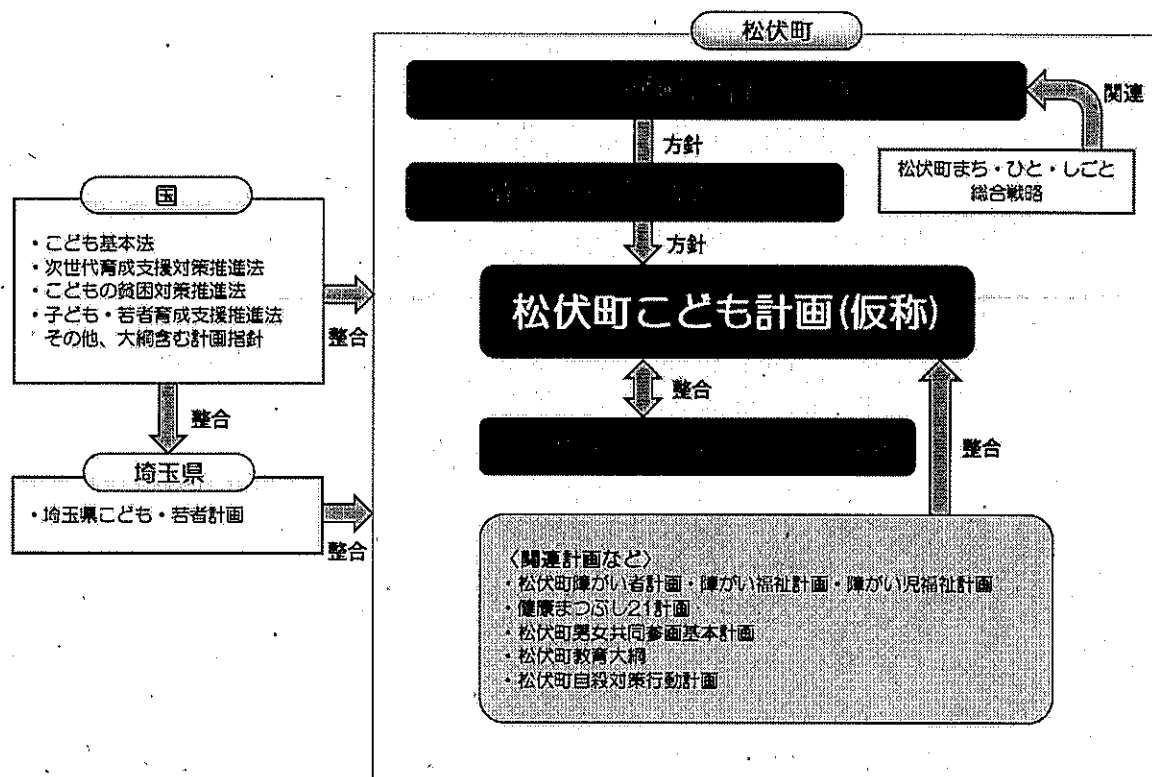 松伏町
関連
方針
松伏町まち・ひと・しごと
総合戦略
方針
松伏町こども計画(仮称)
国
・こども基本法
・次世代育成支援対策推進法
・こどもの貧困対策推進法
・子ども・若者育成支援推進法
その他、大綱含む計画指針
整合
整合
埼玉県
・埼玉県こども・若者計画
整合
整合
整合
〈関連計画など〉
・松伏町障がい者計画・障がい福祉計画・障がい児福祉計画
・健康まつぶし21計画
・松伏町男女共同参画基本計画
・松伏町教育大綱
・松伏町自殺対策行動計画